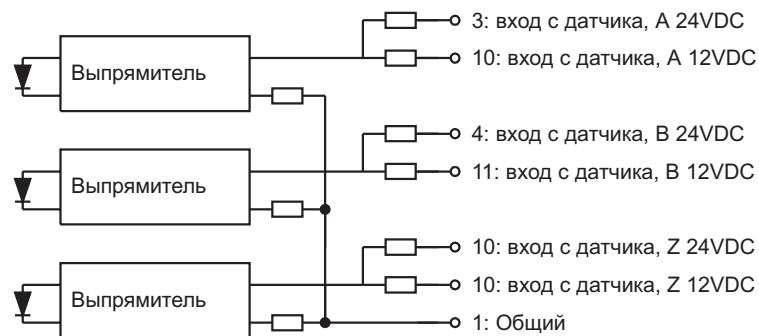 3: вход с датчика, A 24VDC
Выпрямитель
10: вход с датчика, A 12VDC
4: вход с датчика, B 24VDC
Выпрямитель
11: вход с датчика, B 12VDC
10: вход с датчика, Z 24VDC
Выпрямитель
10: вход с датчика, Z 12VDC
1: Общий